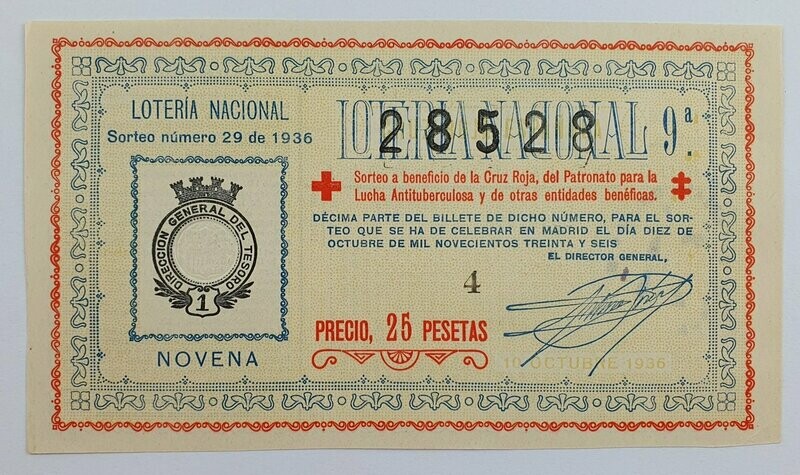 LOTERÍA NACIONAL
Sorteo número 29 de 1936
DIRECCION GENERAL DEL TESORO
1
NOVENA
LOTERIA NACIONAL
28528
9ª
Sorteo a beneficio de la Cruz Roja, del Patronato para la
Lucha Antituberculosa y de otras entidades benéficas.
DÉCIMA PARTE DEL BILLETE DE DICHO NÚMERO, PARA EL SOR-
TEO QUE SE HA DE CELEBRAR EN MADRID EL DÍA DIEZ DE
OCTUBRE DE MIL NOVECIENTOS TREINTA Y SEIS
EL DIRECTOR GENERAL,
4
PRECIO, 25 PESETAS
10 OCTUBRE 1936